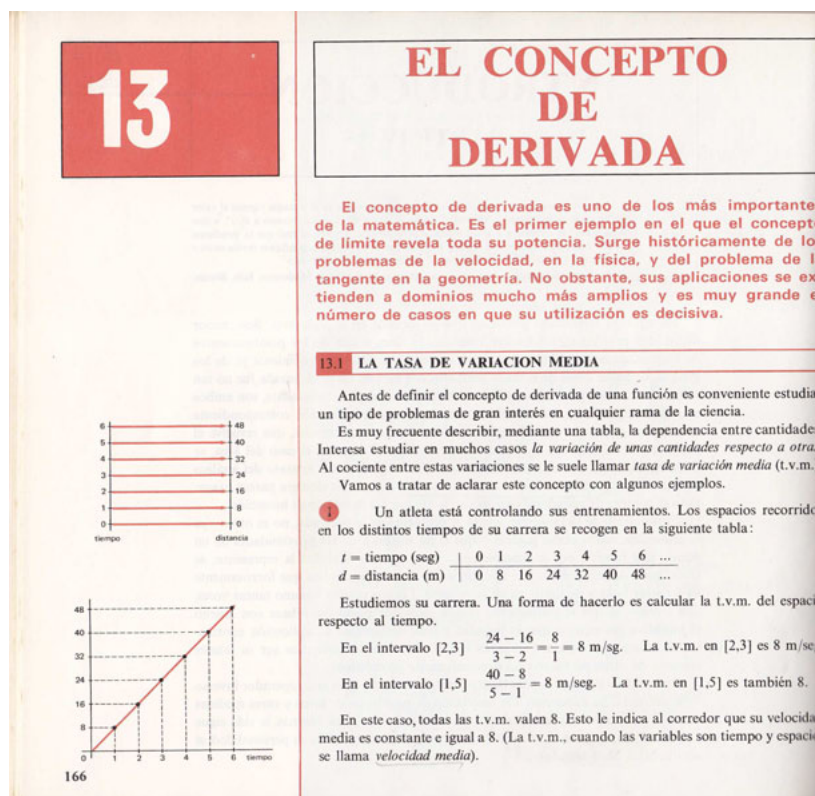 13
EL CONCEPTO
DE
DERIVADA
El concepto de derivada es uno de los más importante
de la matemática. Es el primer ejemplo en el que el concept
de límite revela toda su potencia. Surge históricamente de lo
problemas de la velocidad, en la física, y del problema de l
tangente en la geometría. No obstante, sus aplicaciones se ex
tienden a dominios mucho más amplios y es muy grande e
número de casos en que su utilización es decisiva.
13.1 LA TASA DE VARIACION MEDIA
Antes de definir el concepto de derivada de una función es conveniente estudia
un tipo de problemas de gran interés en cualquier rama de la ciencia.
Es muy frecuente describir, mediante una tabla, la dependencia entre cantidade
Interesa estudiar en muchos casos la variación de unas cantidades respecto a otra
Al cociente entre estas variaciones se le suele llamar tasa de variación media (t.v.m.
Vamos a tratar de aclarar este concepto con algunos ejemplos.
1 Un atleta está controlando sus entrenamientos. Los espacios recorrido
en los distintos tiempos de su carrera se recogen en la siguiente tabla:
t = tiempo (seg) 0 1 2 3 4 5 6 ...
d = distancia (m) 0 8 16 24 32 40 48 ...
Estudiemos su carrera. Una forma de hacerlo es calcular la t.v.m. del espaci
respecto al tiempo.
En el intervalo [2,3] (24 − 16)/(3 − 2) = 8/1 = 8 m/sg. La t.v.m. en [2,3] es 8 m/se
En el intervalo [1,5] (40 − 8)/(5 − 1) = 8 m/seg. La t.v.m. en [1,5] es también 8.
En este caso, todas las t.v.m. valen 8. Esto le indica al corredor que su velocida
media es constante e igual a 8. (La t.v.m., cuando las variables son tiempo y espaci
se llama velocidad media).
6 48
5 40
4 32
3 24
2 16
1 8
0 0
tiempo distancia
48
40
32
24
16
8
0 1 2 3 4 5 6 tiempo
166